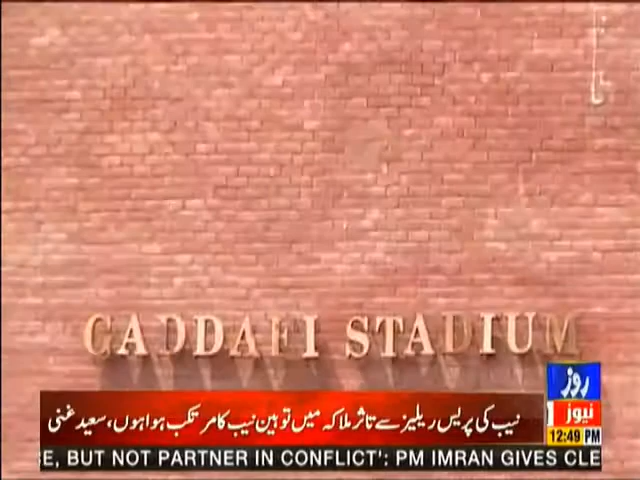 GADDAFI STADIUM
روز
نیوز
نیب کی پریس ریلیز سے تاثر ملا کہ میں توہین نیب کا مرتکب ہوا ہوں، سعید غنی
12:49 PM
E, BUT NOT PARTNER IN CONFLICT': PM IMRAN GIVES CLE